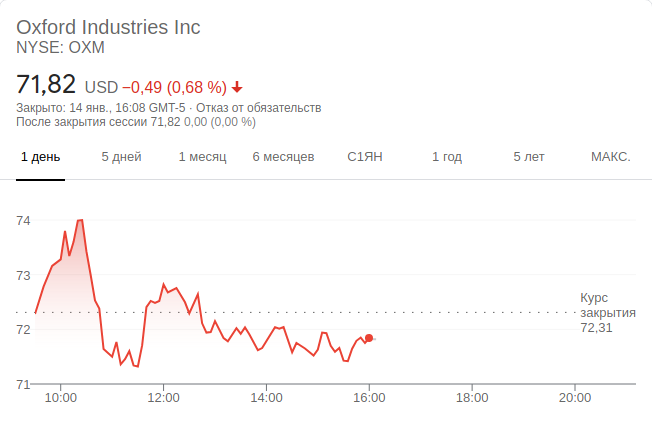 Oxford Industries Inc
NYSE: OXM
71,82 USD −0,49 (0,68 %)
Закрыто: 14 янв., 16:08 GMT-5 · Отказ от обязательств
После закрытия сессии 71,82 0,00 (0,00 %)
1 день 5 дней 1 месяц 6 месяцев С1ЯН 1 год 5 лет МАКС.
74
73
Курс
закрытия
72,31
72
71
10:00 12:00 14:00 16:00 18:00 20:00